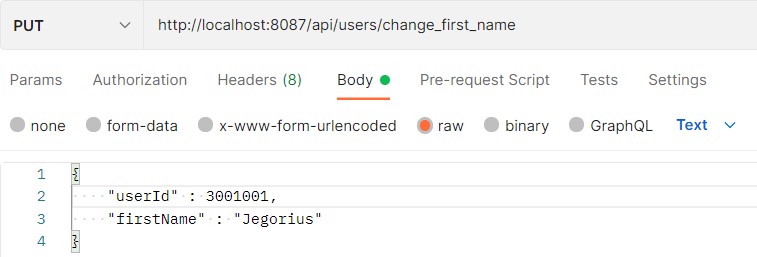 PUT http://localhost:8087/api/users/change_first_name
Params Authorization Headers (8) Body Pre-request Script Tests Settings
none form-data x-www-form-urlencoded raw binary GraphQL Text
1 {
2 "userId" : 3001001,
3 "firstName" : "Jegorius"
4 }